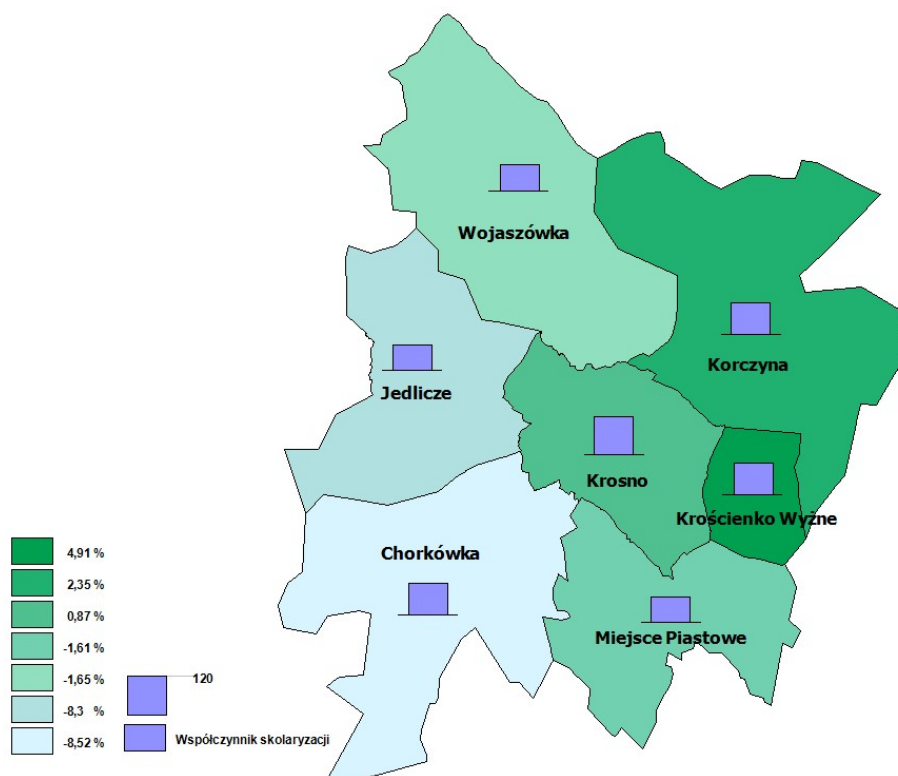 Wojaszówka
Korczyna
Jedlicze
Krosno
Krościenko Wyżne
Chorkówka
Miejsce Piastowe
4,91 %
2,35 %
0,87 %
-1,61 %
-1,65 %
-8,3 %
-8,52 %
120
Współczynnik skolaryzacji